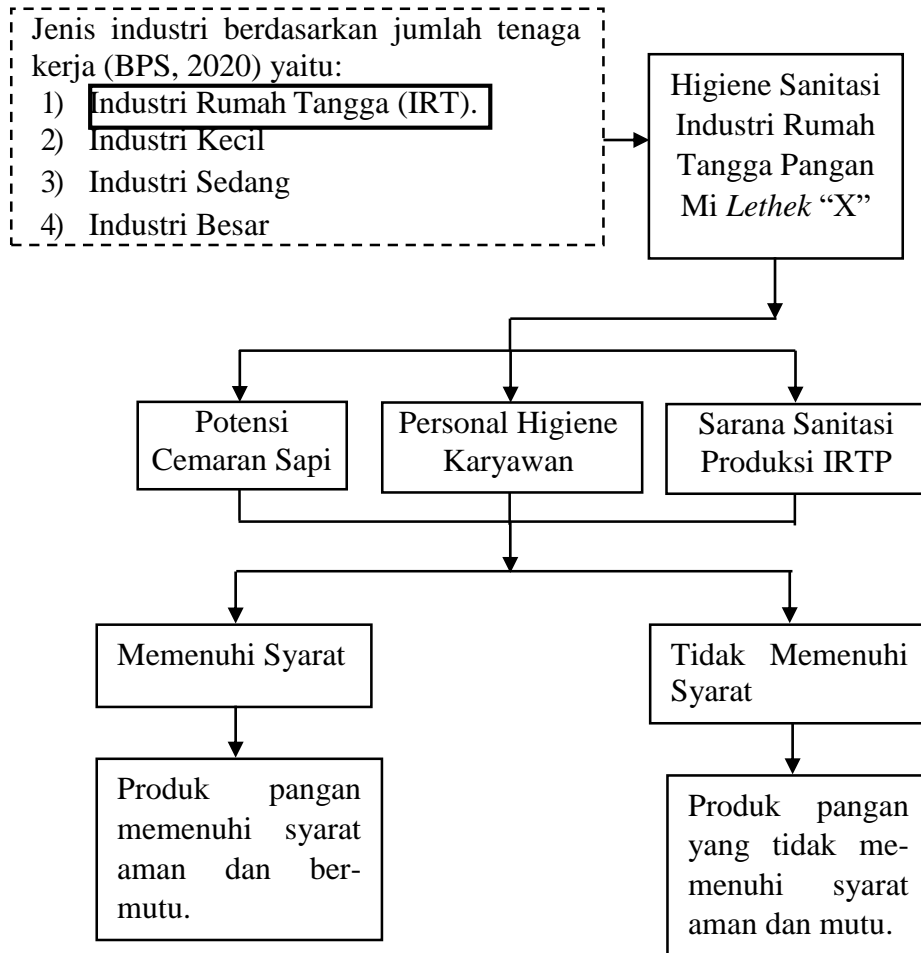 Jenis industri berdasarkan jumlah tenaga
kerja (BPS, 2020) yaitu:
1) Industri Rumah Tangga (IRT).
2) Industri Kecil
3) Industri Sedang
4) Industri Besar
Higiene Sanitasi
Industri Rumah
Tangga Pangan
Mi Lethek “X”
Potensi
Cemaran Sapi
Personal Higiene
Karyawan
Sarana Sanitasi
Produksi IRTP
Memenuhi Syarat
Tidak Memenuhi
Syarat
Produk pangan
memenuhi syarat
aman dan ber-
mutu.
Produk pangan
yang tidak me-
menuhi syarat
aman dan mutu.